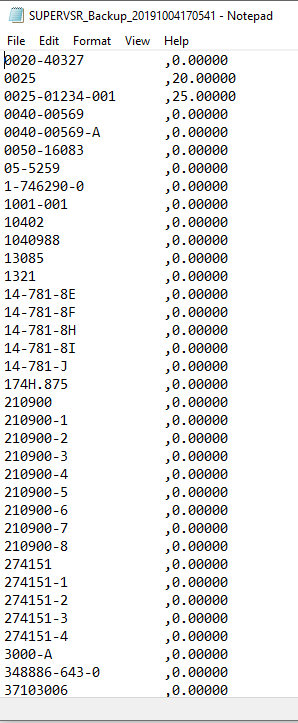 SUPERVSR_Backup_20191004170541 - Notepad
File Edit Format View Help
0020-40327 ,0.00000
0025 ,20.00000
0025-01234-001 ,25.00000
0040-00569 ,0.00000
0040-00569-A ,0.00000
0050-16083 ,0.00000
05-5259 ,0.00000
1-746290-0 ,0.00000
1001-001 ,0.00000
10402 ,0.00000
1040988 ,0.00000
13085 ,0.00000
1321 ,0.00000
14-781-8E ,0.00000
14-781-8F ,0.00000
14-781-8H ,0.00000
14-781-8I ,0.00000
14-781-J ,0.00000
174H.875 ,0.00000
210900 ,0.00000
210900-1 ,0.00000
210900-2 ,0.00000
210900-3 ,0.00000
210900-4 ,0.00000
210900-5 ,0.00000
210900-6 ,0.00000
210900-7 ,0.00000
210900-8 ,0.00000
274151 ,0.00000
274151-1 ,0.00000
274151-2 ,0.00000
274151-3 ,0.00000
274151-4 ,0.00000
3000-A ,0.00000
348886-643-0 ,0.00000
37103006 ,0.00000